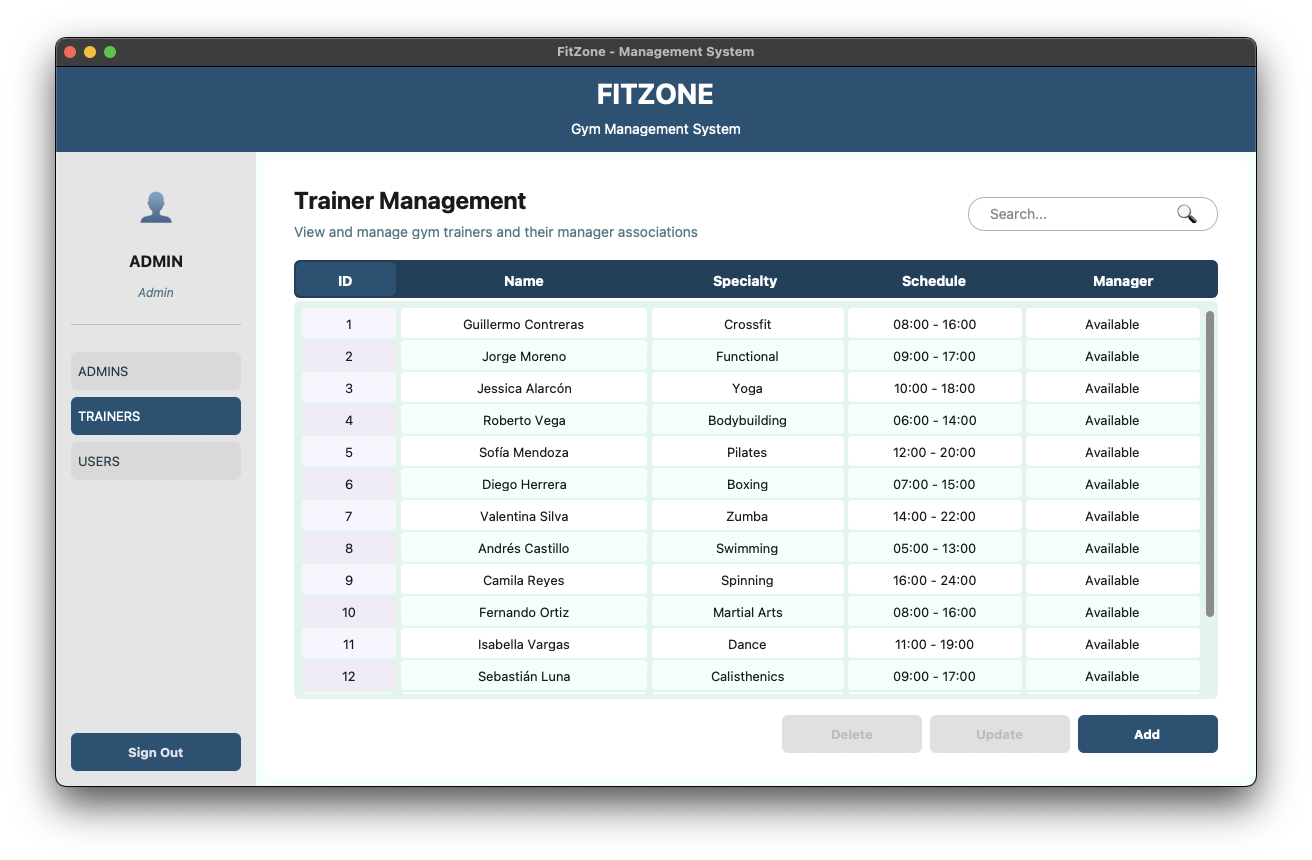 FitZone - Management System
FITZONE
Gym Management System
ADMIN
Admin
ADMINS
TRAINERS
USERS
Sign Out
Trainer Management
View and manage gym trainers and their manager associations
Search...
ID Name Specialty Schedule Manager
1 Guillermo Contreras Crossfit 08:00 - 16:00 Available
2 Jorge Moreno Functional 09:00 - 17:00 Available
3 Jessica Alarcón Yoga 10:00 - 18:00 Available
4 Roberto Vega Bodybuilding 06:00 - 14:00 Available
5 Sofía Mendoza Pilates 12:00 - 20:00 Available
6 Diego Herrera Boxing 07:00 - 15:00 Available
7 Valentina Silva Zumba 14:00 - 22:00 Available
8 Andrés Castillo Swimming 05:00 - 13:00 Available
9 Camila Reyes Spinning 16:00 - 24:00 Available
10 Fernando Ortiz Martial Arts 08:00 - 16:00 Available
11 Isabella Vargas Dance 11:00 - 19:00 Available
12 Sebastián Luna Calisthenics 09:00 - 17:00 Available
Delete Update Add